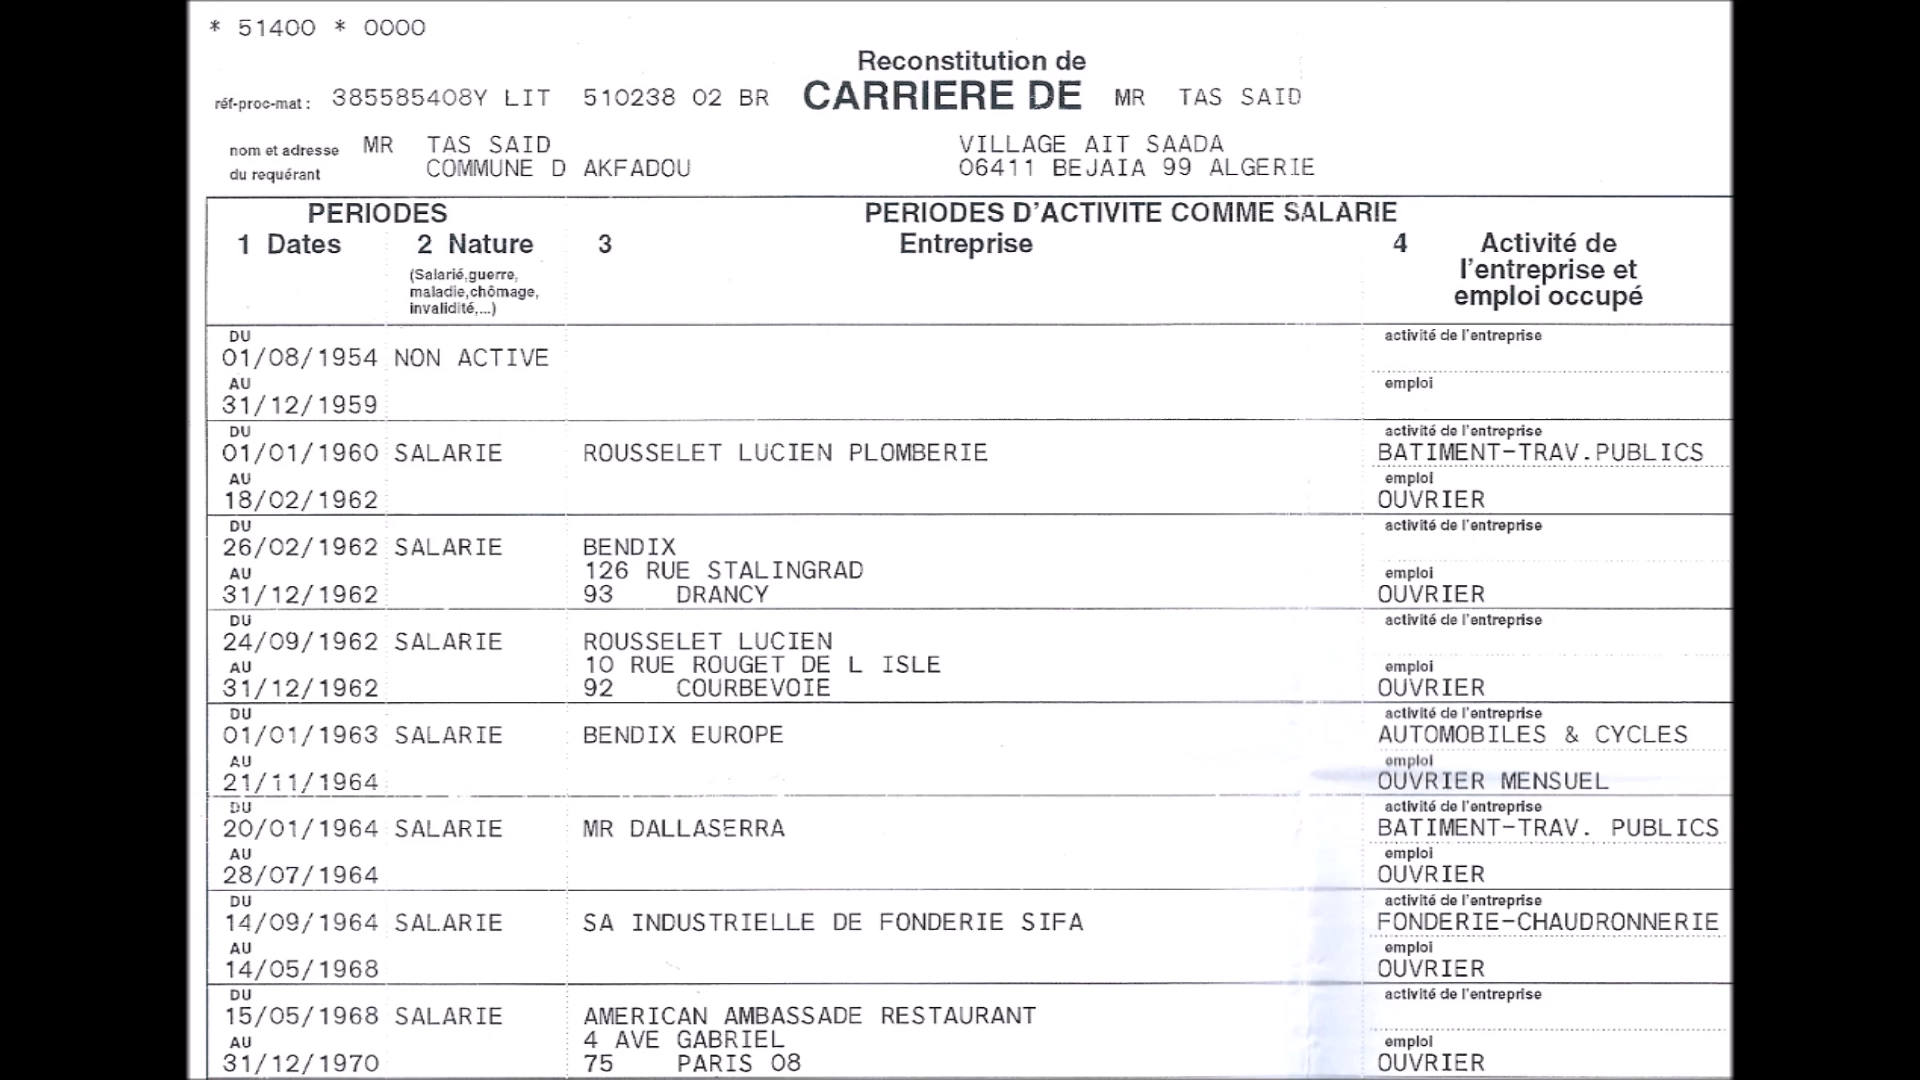 * 51400 * 0000
Reconstitution de
réf-proc-mat : 385585408Y LIT 510238 02 BR CARRIERE DE MR TAS SAID
nom et adresse du requérant MR TAS SAID VILLAGE AIT SAADA
COMMUNE D AKFADOU 06411 BEJAIA 99 ALGERIE
PERIODES PERIODES D'ACTIVITE COMME SALARIE
1 Dates 2 Nature 3 Entreprise 4 Activité de
l'entreprise et
emploi occupé
(Salarié,guerre,
maladie,chômage,
invalidité,...)
DU activité de l'entreprise
01/08/1954 NON ACTIVE
AU emploi
31/12/1959
DU activité de l'entreprise
01/01/1960 SALARIE ROUSSELET LUCIEN PLOMBERIE BATIMENT-TRAV.PUBLICS
AU emploi
18/02/1962 OUVRIER
DU activité de l'entreprise
26/02/1962 SALARIE BENDIX
AU 126 RUE STALINGRAD emploi
31/12/1962 93 DRANCY OUVRIER
DU activité de l'entreprise
24/09/1962 SALARIE ROUSSELET LUCIEN
AU 10 RUE ROUGET DE L ISLE emploi
31/12/1962 92 COURBEVOIE OUVRIER
DU activité de l'entreprise
01/01/1963 SALARIE BENDIX EUROPE AUTOMOBILES & CYCLES
AU emploi
21/11/1964 OUVRIER MENSUEL
DU activité de l'entreprise
20/01/1964 SALARIE MR DALLASERRA BATIMENT-TRAV. PUBLICS
AU emploi
28/07/1964 OUVRIER
DU activité de l'entreprise
14/09/1964 SALARIE SA INDUSTRIELLE DE FONDERIE SIFA FONDERIE-CHAUDRONNERIE
AU emploi
14/05/1968 OUVRIER
DU activité de l'entreprise
15/05/1968 SALARIE AMERICAN AMBASSADE RESTAURANT
AU 4 AVE GABRIEL emploi
31/12/1970 75 PARIS 08 OUVRIER